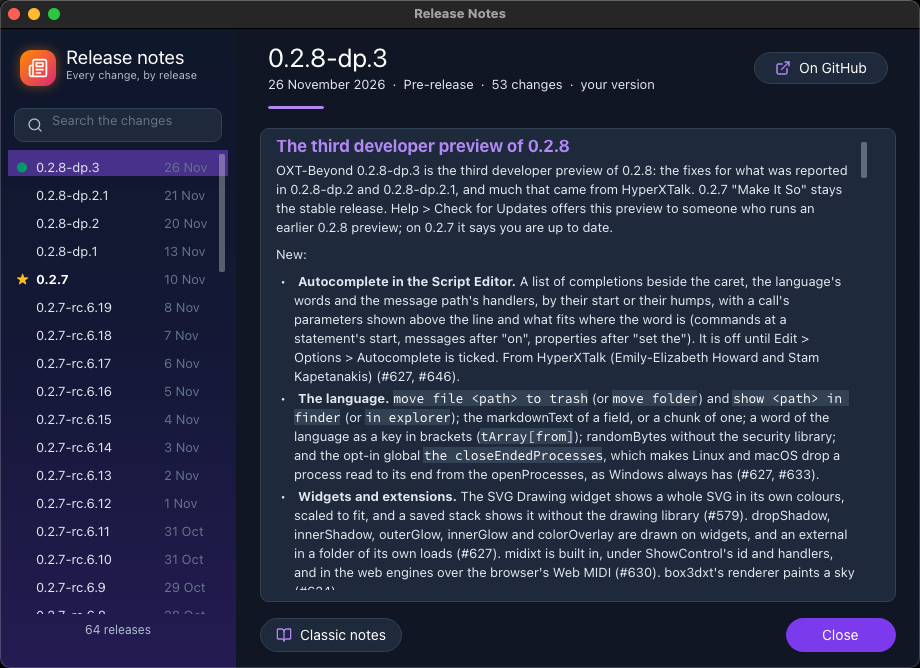 Release Notes
Release notes
Every change, by release
Search the changes
0.2.8-dp.3 26 Nov
0.2.8-dp.2.1 21 Nov
0.2.8-dp.2 20 Nov
0.2.8-dp.1 13 Nov
0.2.7 10 Nov
0.2.7-rc.6.19 8 Nov
0.2.7-rc.6.18 7 Nov
0.2.7-rc.6.17 6 Nov
0.2.7-rc.6.16 5 Nov
0.2.7-rc.6.15 4 Nov
0.2.7-rc.6.14 3 Nov
0.2.7-rc.6.13 2 Nov
0.2.7-rc.6.12 1 Nov
0.2.7-rc.6.11 31 Oct
0.2.7-rc.6.10 31 Oct
0.2.7-rc.6.9 29 Oct
0.2.7-rc.6.8 28 Oct
64 releases
0.2.8-dp.3
26 November 2026 · Pre-release · 53 changes · your version
On GitHub
The third developer preview of 0.2.8
OXT-Beyond 0.2.8-dp.3 is the third developer preview of 0.2.8: the fixes for what was reported
in 0.2.8-dp.2 and 0.2.8-dp.2.1, and much that came from HyperXTalk. 0.2.7 "Make It So" stays
the stable release. Help > Check for Updates offers this preview to someone who runs an
earlier 0.2.8 preview; on 0.2.7 it says you are up to date.
New:
• Autocomplete in the Script Editor. A list of completions beside the caret, the language's
words and the message path's handlers, by their start or their humps, with a call's
parameters shown above the line and what fits where the word is (commands at a
statement's start, messages after "on", properties after "set the"). It is off until Edit >
Options > Autocomplete is ticked. From HyperXTalk (Emily-Elizabeth Howard and Stam
Kapetanakis) (#627, #646).
• The language. move file <path> to trash (or move folder) and show <path> in
finder (or in explorer); the markdownText of a field, or a chunk of one; a word of the
language as a key in brackets (tArray[from]); randomBytes without the security library;
and the opt-in global the closeEndedProcesses, which makes Linux and macOS drop a
process read to its end from the openProcesses, as Windows always has (#627, #633).
• Widgets and extensions. The SVG Drawing widget shows a whole SVG in its own colours,
scaled to fit, and a saved stack shows it without the drawing library (#579). dropShadow,
innerShadow, outerGlow, innerGlow and colorOverlay are drawn on widgets, and an external
in a folder of its own loads (#627). midixt is built in, under ShowControl's id and handlers,
and in the web engines over the browser's Web MIDI (#630). box3dxt's renderer paints a sky
Classic notes
Close